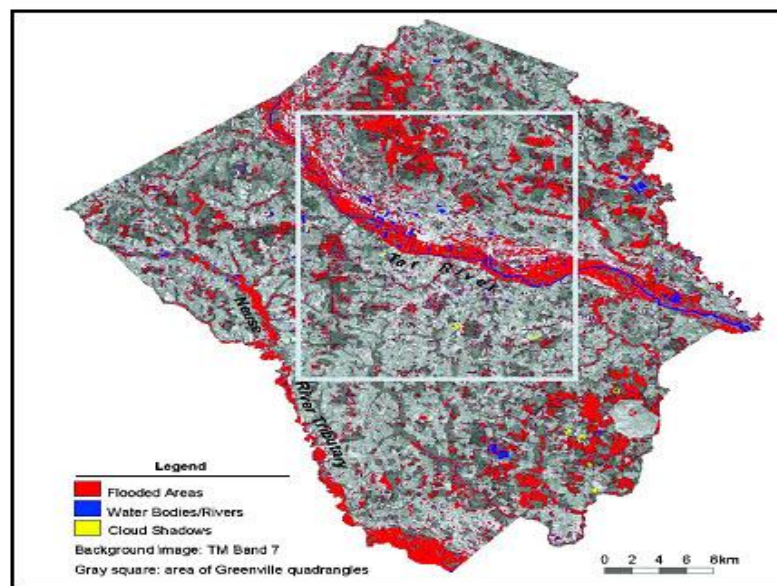 Tar River
Neuse
River Tributary
Legend
Flooded Areas
Water Bodies/Rivers
Cloud Shadows
Background Image: TM Band 7
Gray square: area of Greenville quadrangles
0 2 4 6 8km